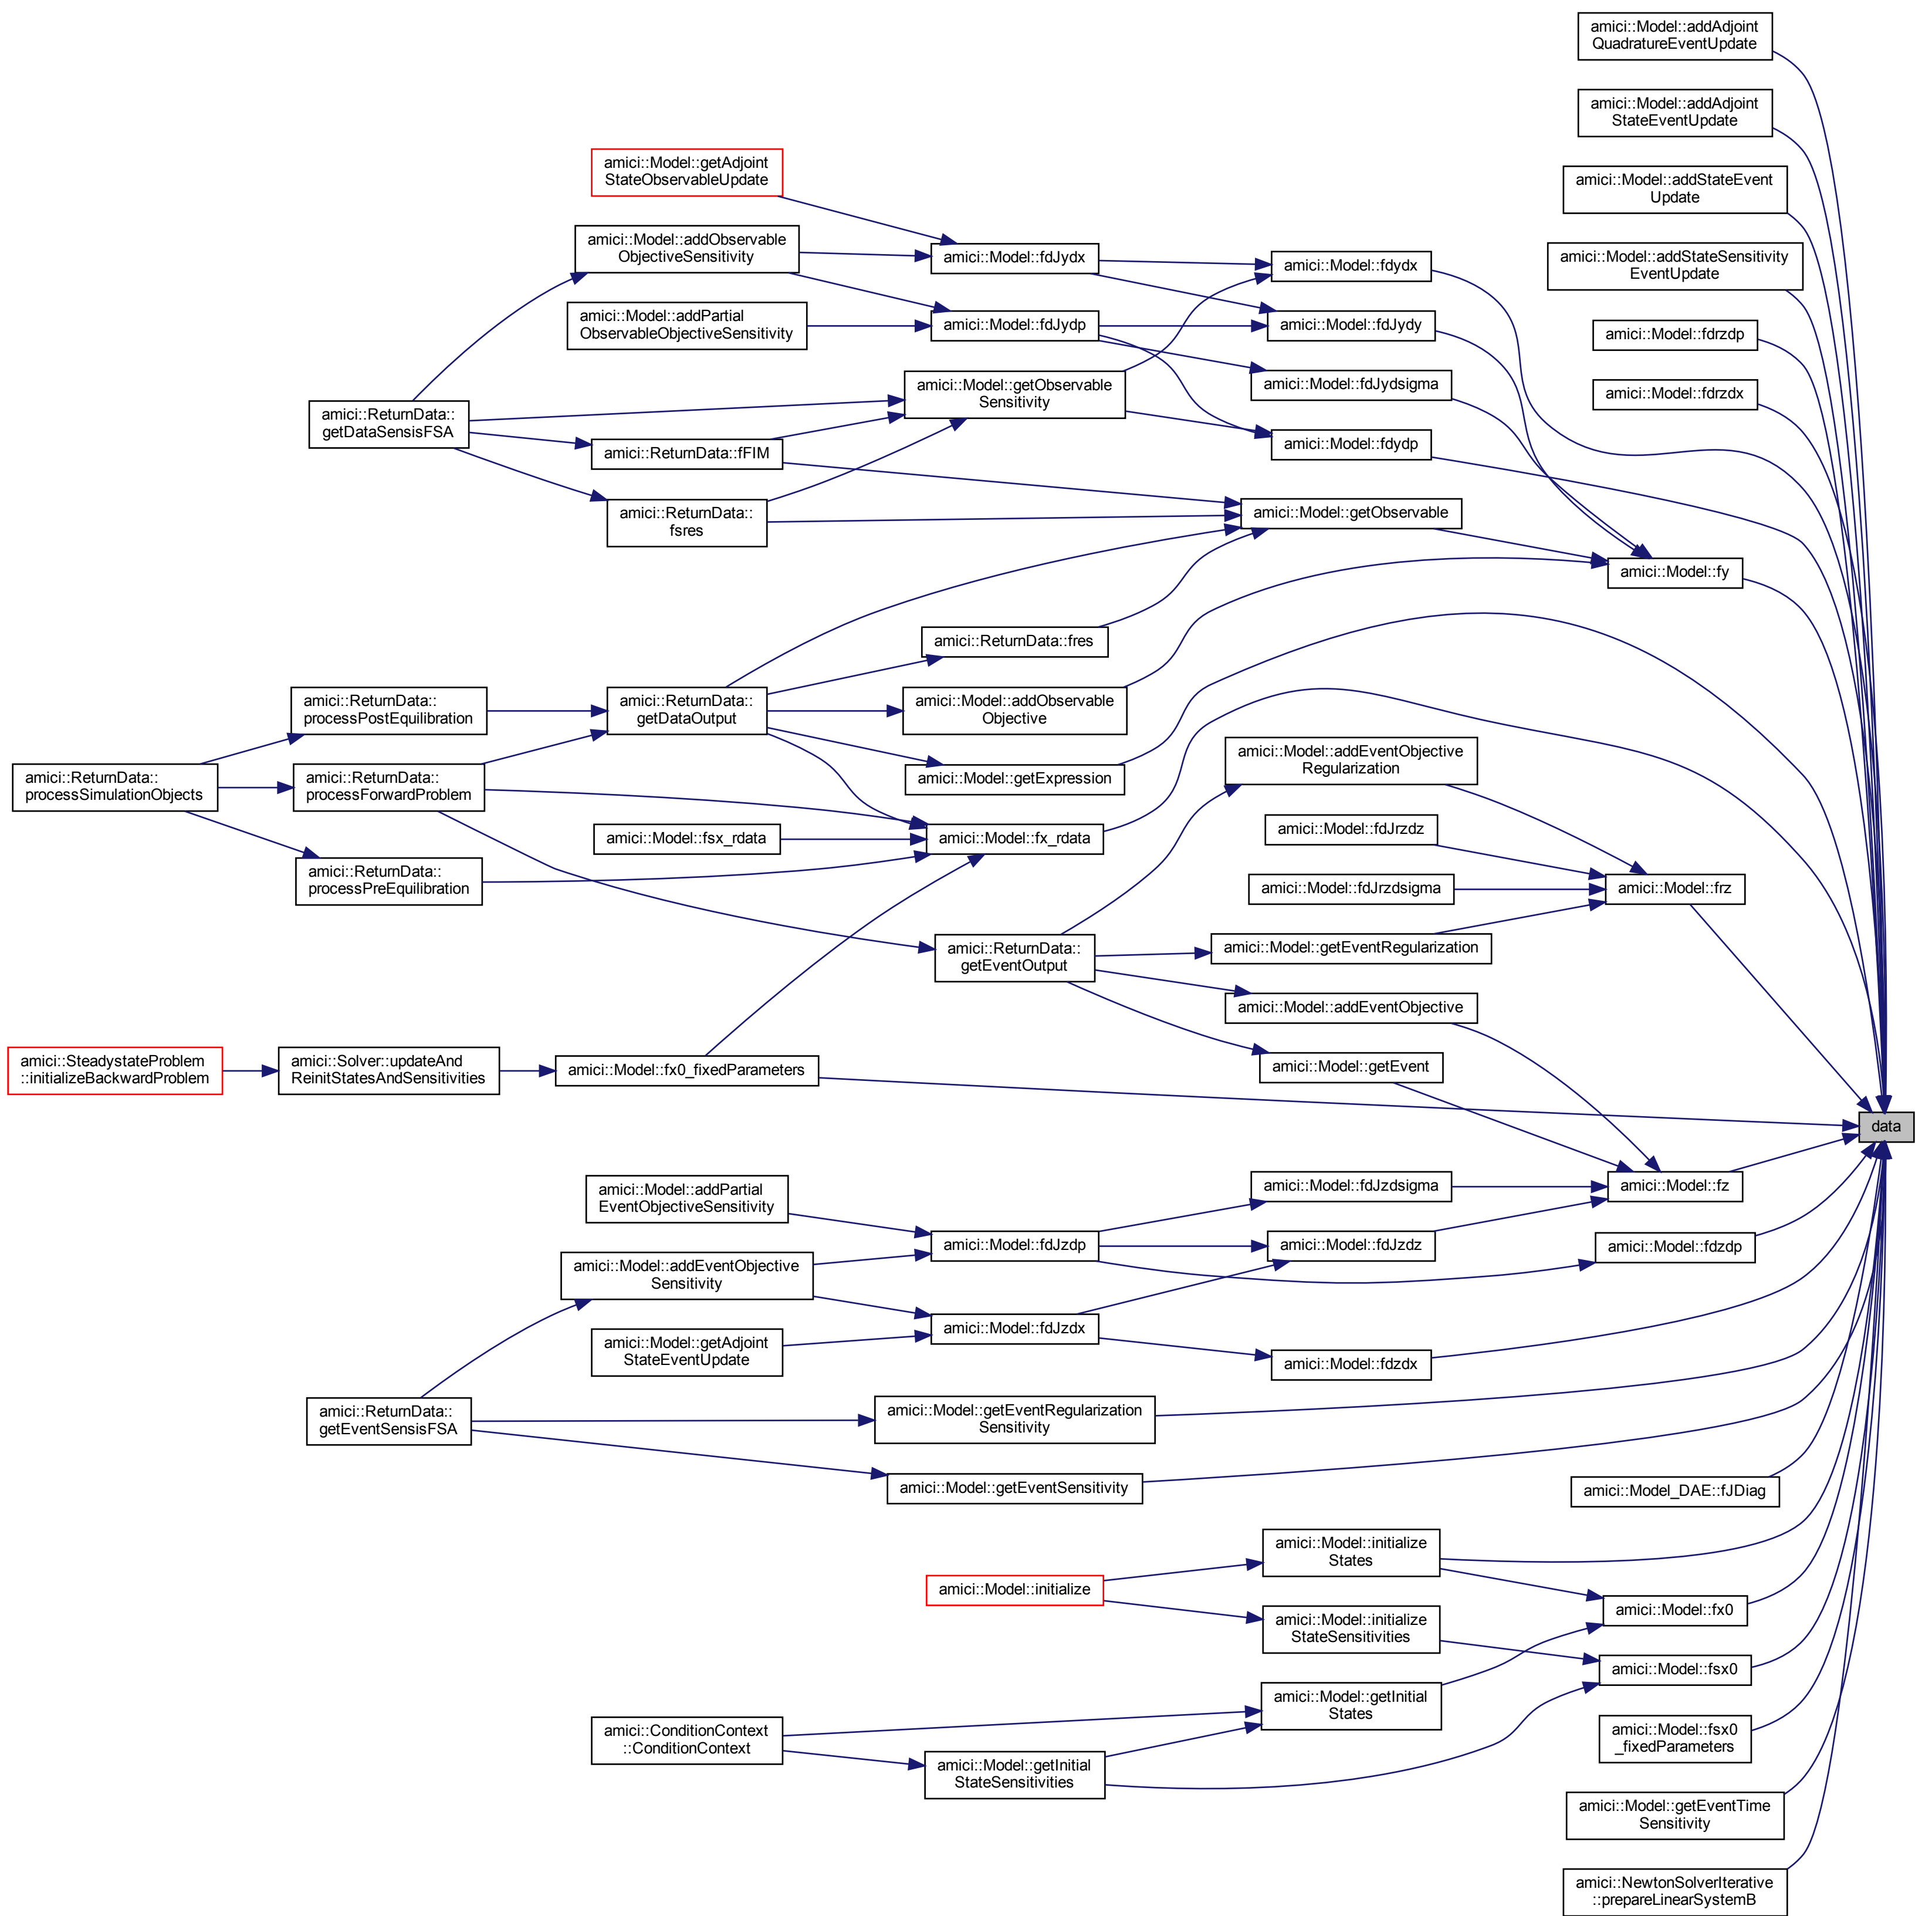 amici::Model::addAdjoint
QuadratureEventUpdate
amici::Model::addAdjoint
StateEventUpdate
amici::Model::getAdjoint
StateObservableUpdate
amici::Model::addStateEvent
Update
amici::Model::addObservable
ObjectiveSensitivity
amici::Model::fdJydx
amici::Model::fdydx
amici::Model::addStateSensitivity
EventUpdate
amici::Model::addPartial
ObservableObjectiveSensitivity
amici::Model::fdJydp
amici::Model::fdJydy
amici::Model::fdrzdp
amici::Model::getObservable
Sensitivity
amici::Model::fdJydsigma
amici::Model::fdrzdx
amici::ReturnData::
getDataSensisFSA
amici::ReturnData::fFIM
amici::Model::fdydp
amici::ReturnData::
fsres
amici::Model::getObservable
amici::Model::fy
amici::ReturnData::fres
amici::ReturnData::
processPostEquilibration
amici::ReturnData::
getDataOutput
amici::Model::addObservable
Objective
amici::ReturnData::
processSimulationObjects
amici::ReturnData::
processForwardProblem
amici::Model::getExpression
amici::Model::addEventObjective
Regularization
amici::Model::fsx_rdata
amici::Model::fx_rdata
amici::Model::fdJrzdz
amici::ReturnData::
processPreEquilibration
amici::Model::fdJrzdsigma
amici::Model::frz
amici::ReturnData::
getEventOutput
amici::Model::getEventRegularization
amici::Model::addEventObjective
amici::SteadystateProblem
::initializeBackwardProblem
amici::Solver::updateAnd
ReinitStatesAndSensitivities
amici::Model::fx0_fixedParameters
amici::Model::getEvent
data
amici::Model::addPartial
EventObjectiveSensitivity
amici::Model::fdJzdsigma
amici::Model::fz
amici::Model::fdJzdp
amici::Model::fdJzdz
amici::Model::fdzdp
amici::Model::addEventObjective
Sensitivity
amici::Model::getAdjoint
StateEventUpdate
amici::Model::fdJzdx
amici::Model::fdzdx
amici::ReturnData::
getEventSensisFSA
amici::Model::getEventRegularization
Sensitivity
amici::Model::getEventSensitivity
amici::Model_DAE::fJDiag
amici::Model::initialize
States
amici::Model::initialize
amici::Model::fx0
amici::Model::initialize
StateSensitivities
amici::Model::fsx0
amici::Model::getInitial
States
amici::ConditionContext
::ConditionContext
amici::Model::fsx0
_fixedParameters
amici::Model::getInitial
StateSensitivities
amici::Model::getEventTime
Sensitivity
amici::NewtonSolverIterative
::prepareLinearSystemB